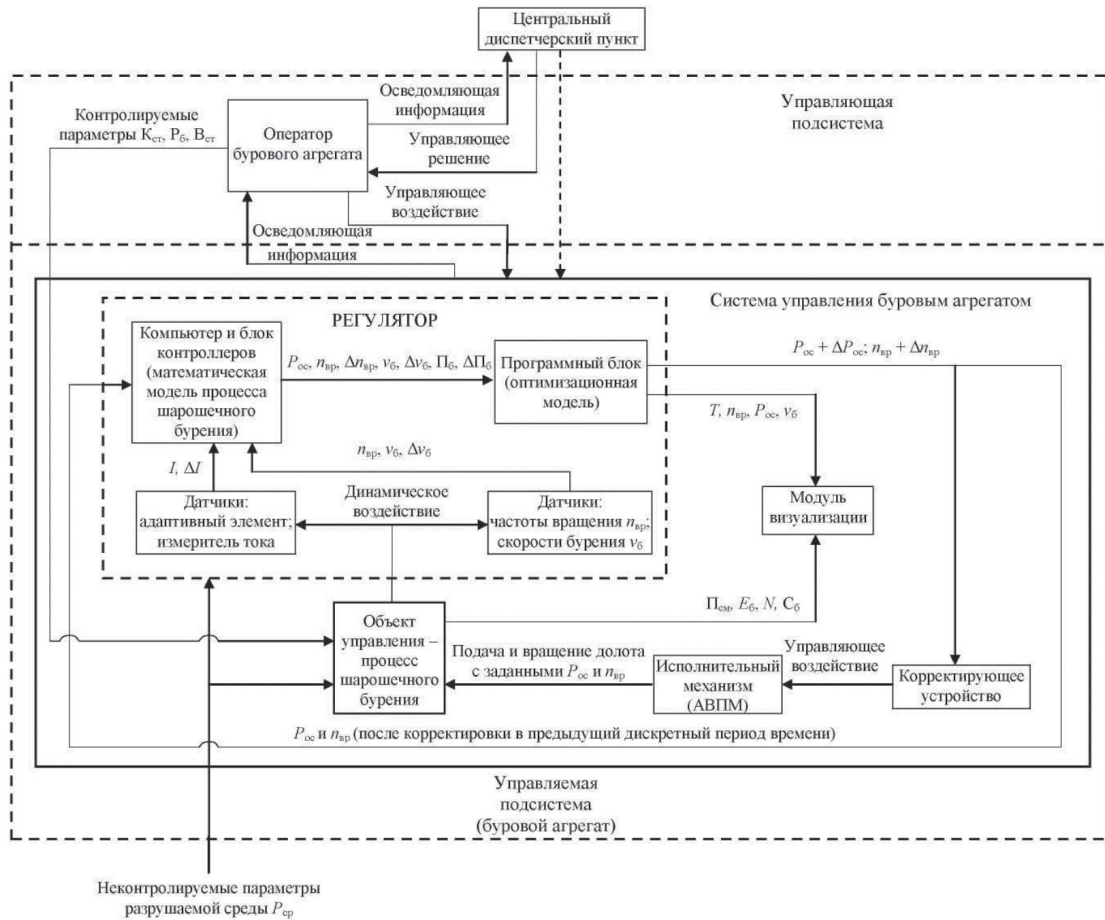 Центральный
диспетчерский пункт
Осведомляющая
информация
Управляющая
подсистема
Контролируемые
параметры Kст, Pб, Bст
Оператор
бурового агрегата
Управляющее
решение
Управляющее
воздействие
Осведомляющая
информация
Система управления буровым агрегатом
РЕГУЛЯТОР
Компьютер и блок
контроллеров
(математическая
модель процесса
шарошечного
бурения)
Pос, nвр, Δnвр, vб, Δvб, Пб, ΔПб
Программный блок
(оптимизационная
модель)
Pос + ΔPос; nвр + Δnвр
T, nвр, Pос, vб
nвр, vб, Δvб
I, ΔI
Датчики:
адаптивный элемент;
измеритель тока
Динамическое
воздействие
Датчики:
частоты вращения nвр;
скорости бурения vб
Модуль
визуализации
Псм, Eб, N, Cб
Объект
управления –
процесс
шарошечного
бурения
Подача и вращение долота
с заданными Pос и nвр
Исполнительный
механизм
(АВПМ)
Управляющее
воздействие
Корректирующее
устройство
Pос и nвр (после корректировки в предыдущий дискретный период времени)
Управляемая
подсистема
(буровой агрегат)
Неконтролируемые параметры
разрушаемой среды Pср